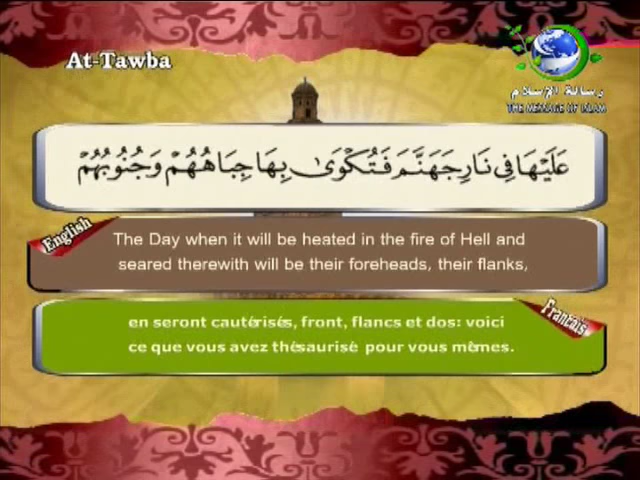 At-Tawba
رسالة الإسلام
THE MESSAGE OF ISLAM
عَلَيْهَا فِي نَارِ جَهَنَّمَ فَتُكْوَىٰ بِهَا جِبَاهُهُمْ وَجُنُوبُهُمْ
English
The Day when it will be heated in the fire of Hell and
seared therewith will be their foreheads, their flanks,
Francais
en seront cautérisés, front, flancs et dos: voici
ce que vous avez thésaurisé pour vous mêmes.